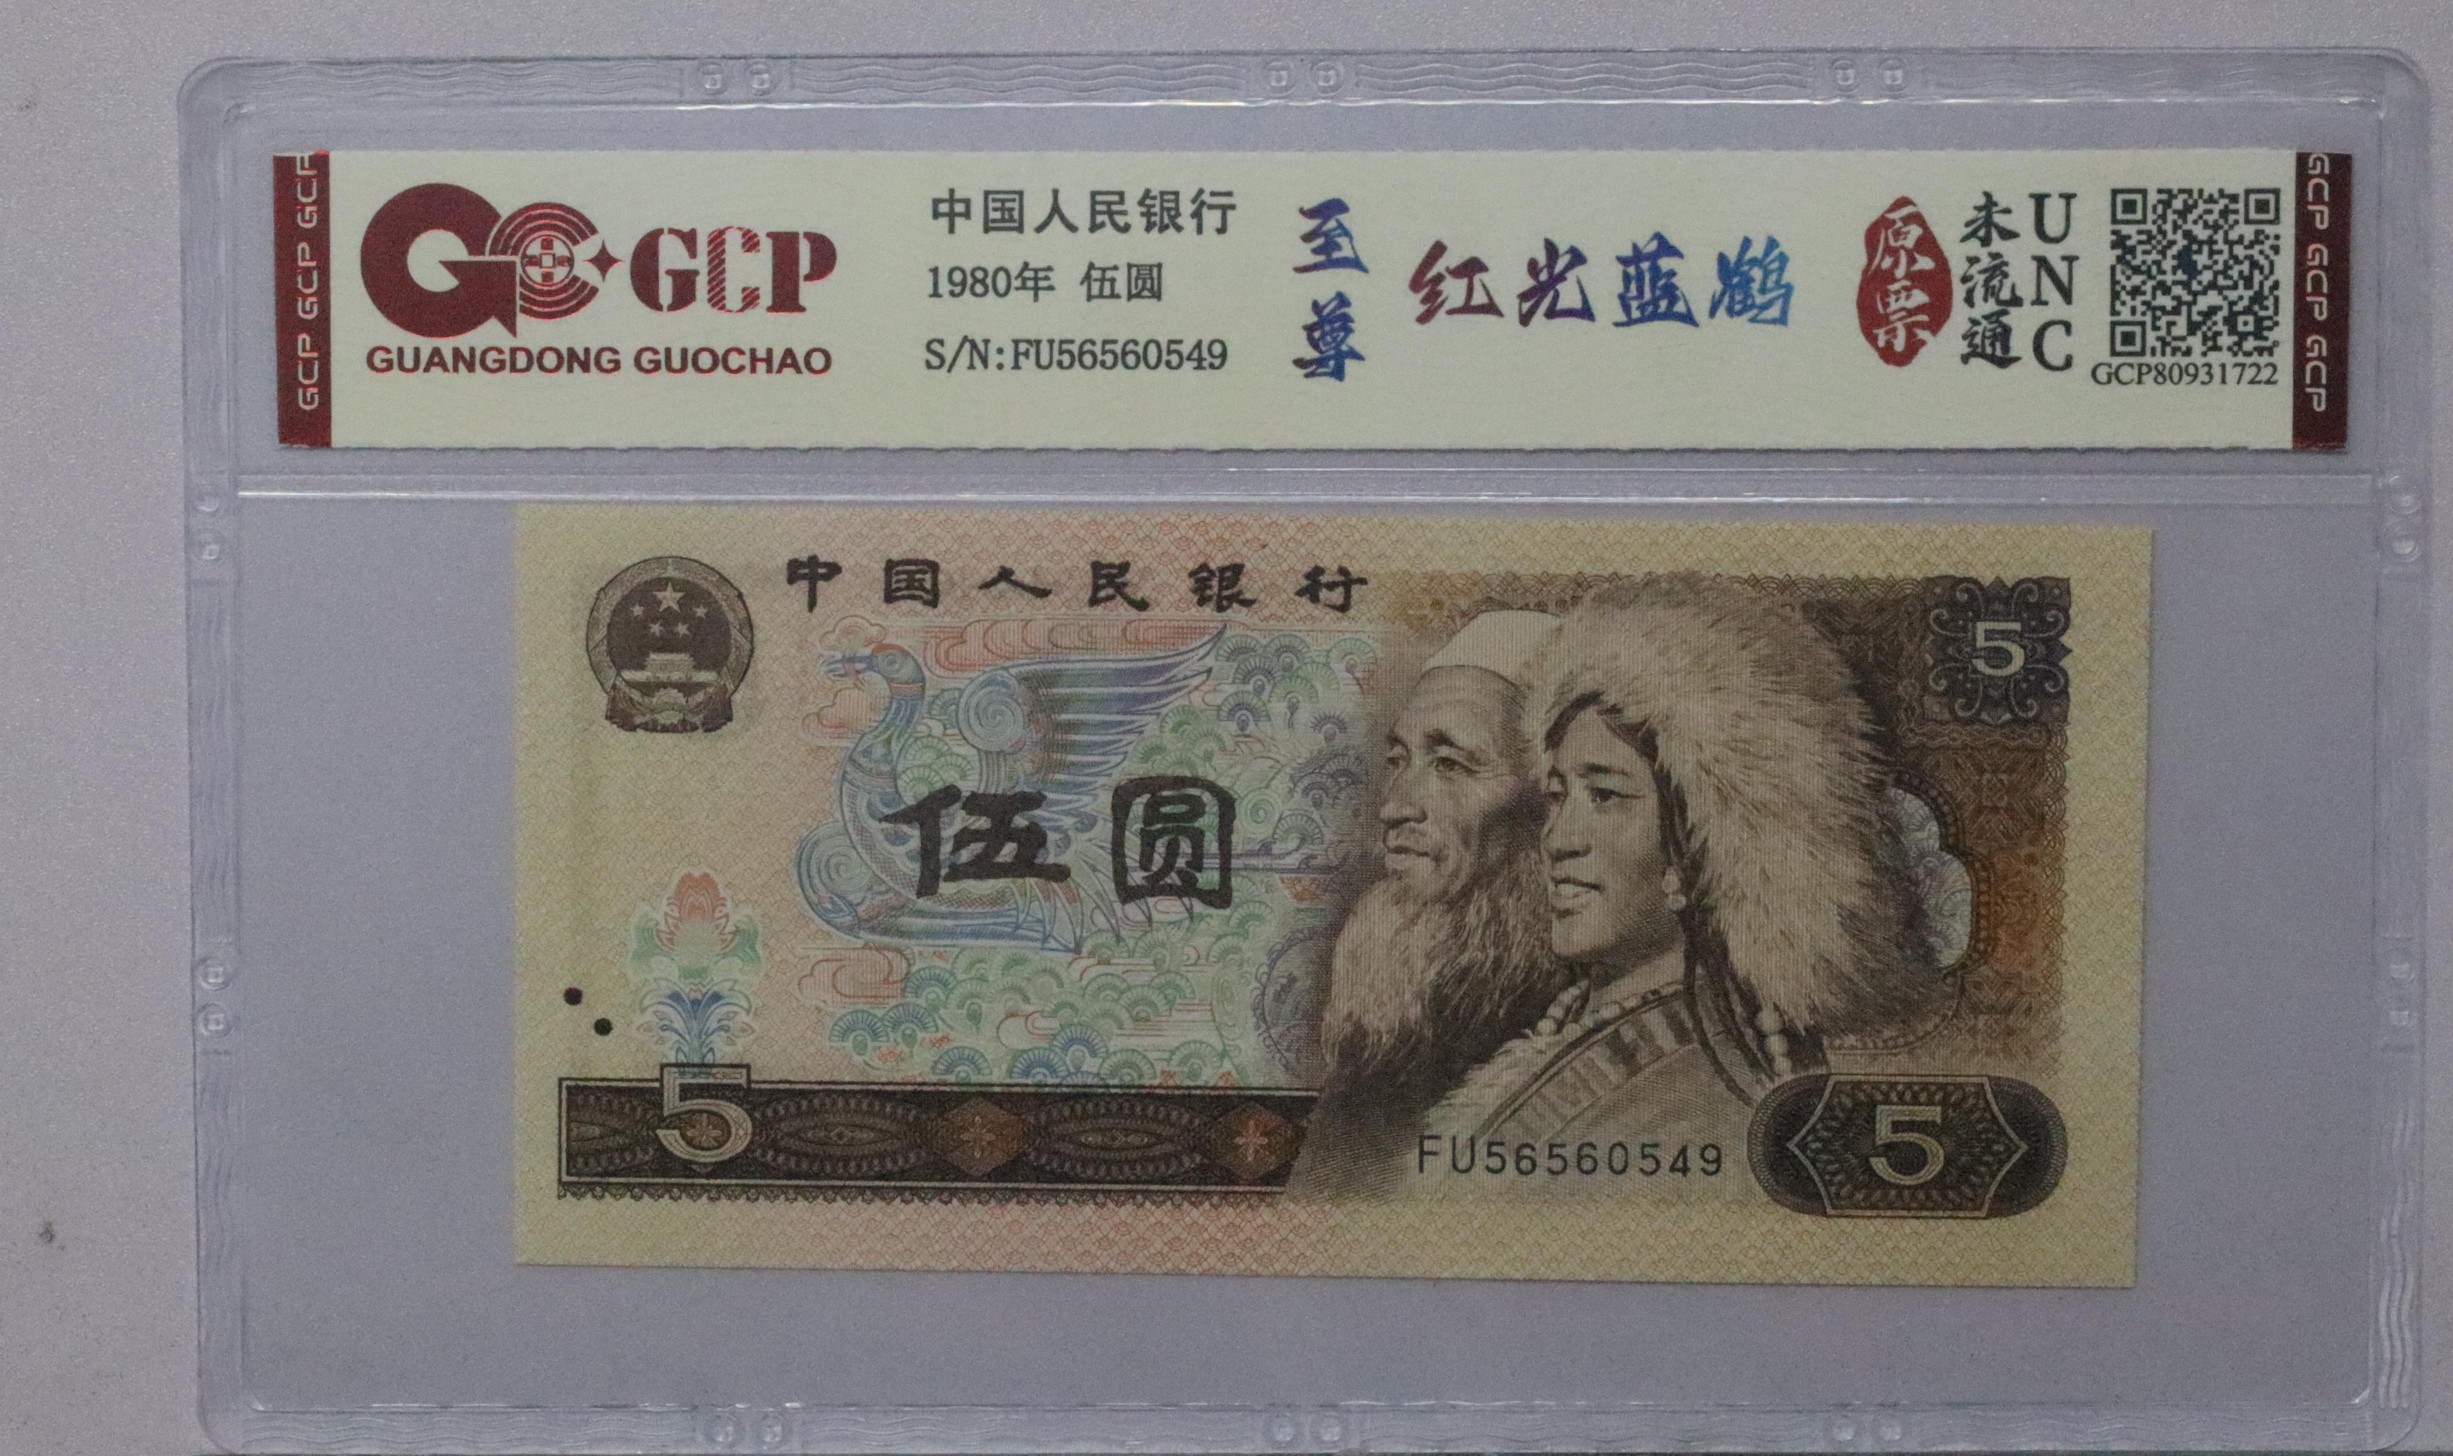 GCP GCP GCP
GCP
GUANGDONG GUOCHAO
中国人民银行
1980年 伍圆
S/N:FU56560549
至尊
红光蓝鹤
原票
未流通
UNC
GCP80931722
GCP GCP GCP
中国人民银行
5
伍圆
5
FU56560549
5